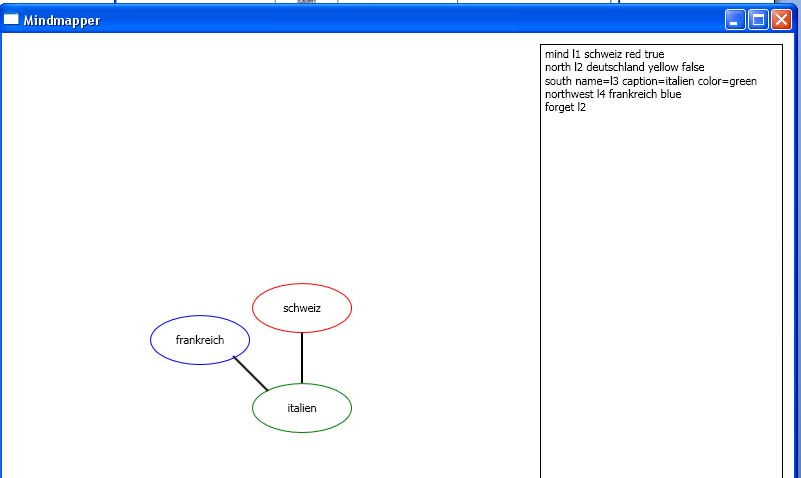 Mindmapper
mind l1 schweiz red true
north l2 deutschland yellow false
south name=l3 caption=italien color=green
northwest l4 frankreich blue
forget l2
schweiz
frankreich
italien